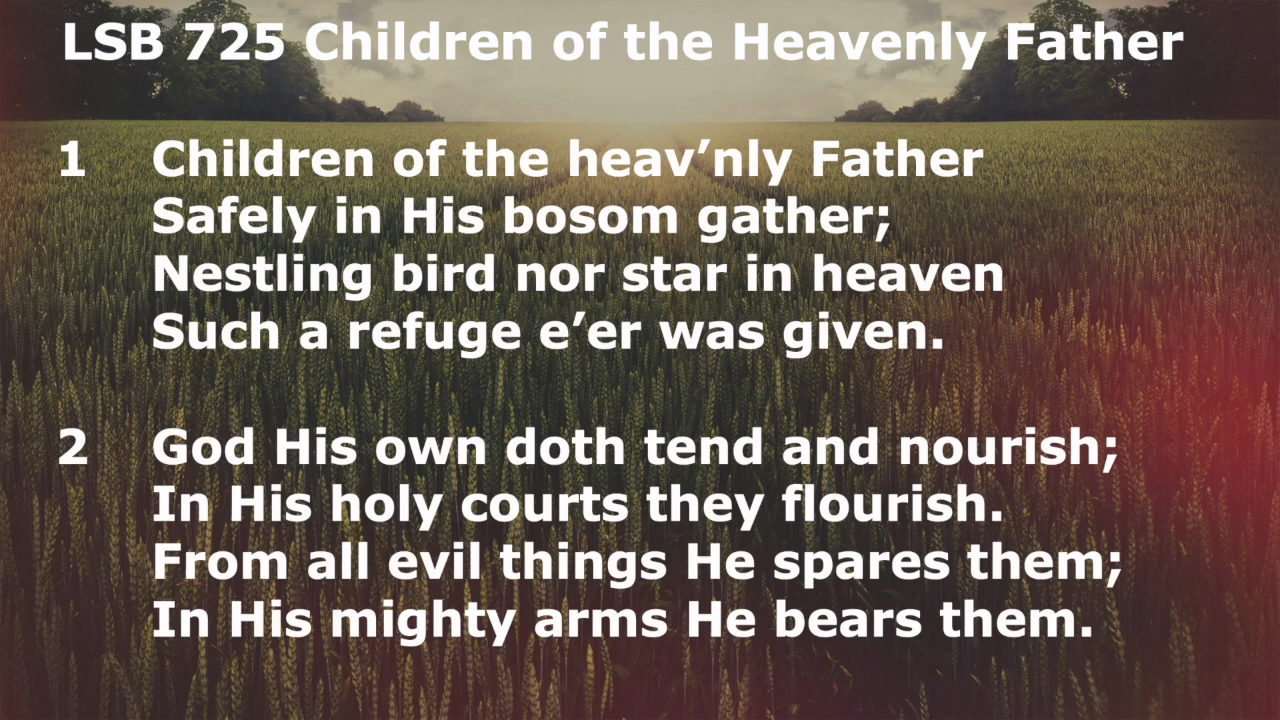 LSB 725 Children of the Heavenly Father
1 Children of the heav’nly Father
Safely in His bosom gather;
Nestling bird nor star in heaven
Such a refuge e’er was given.
2 God His own doth tend and nourish;
In His holy courts they flourish.
From all evil things He spares them;
In His mighty arms He bears them.